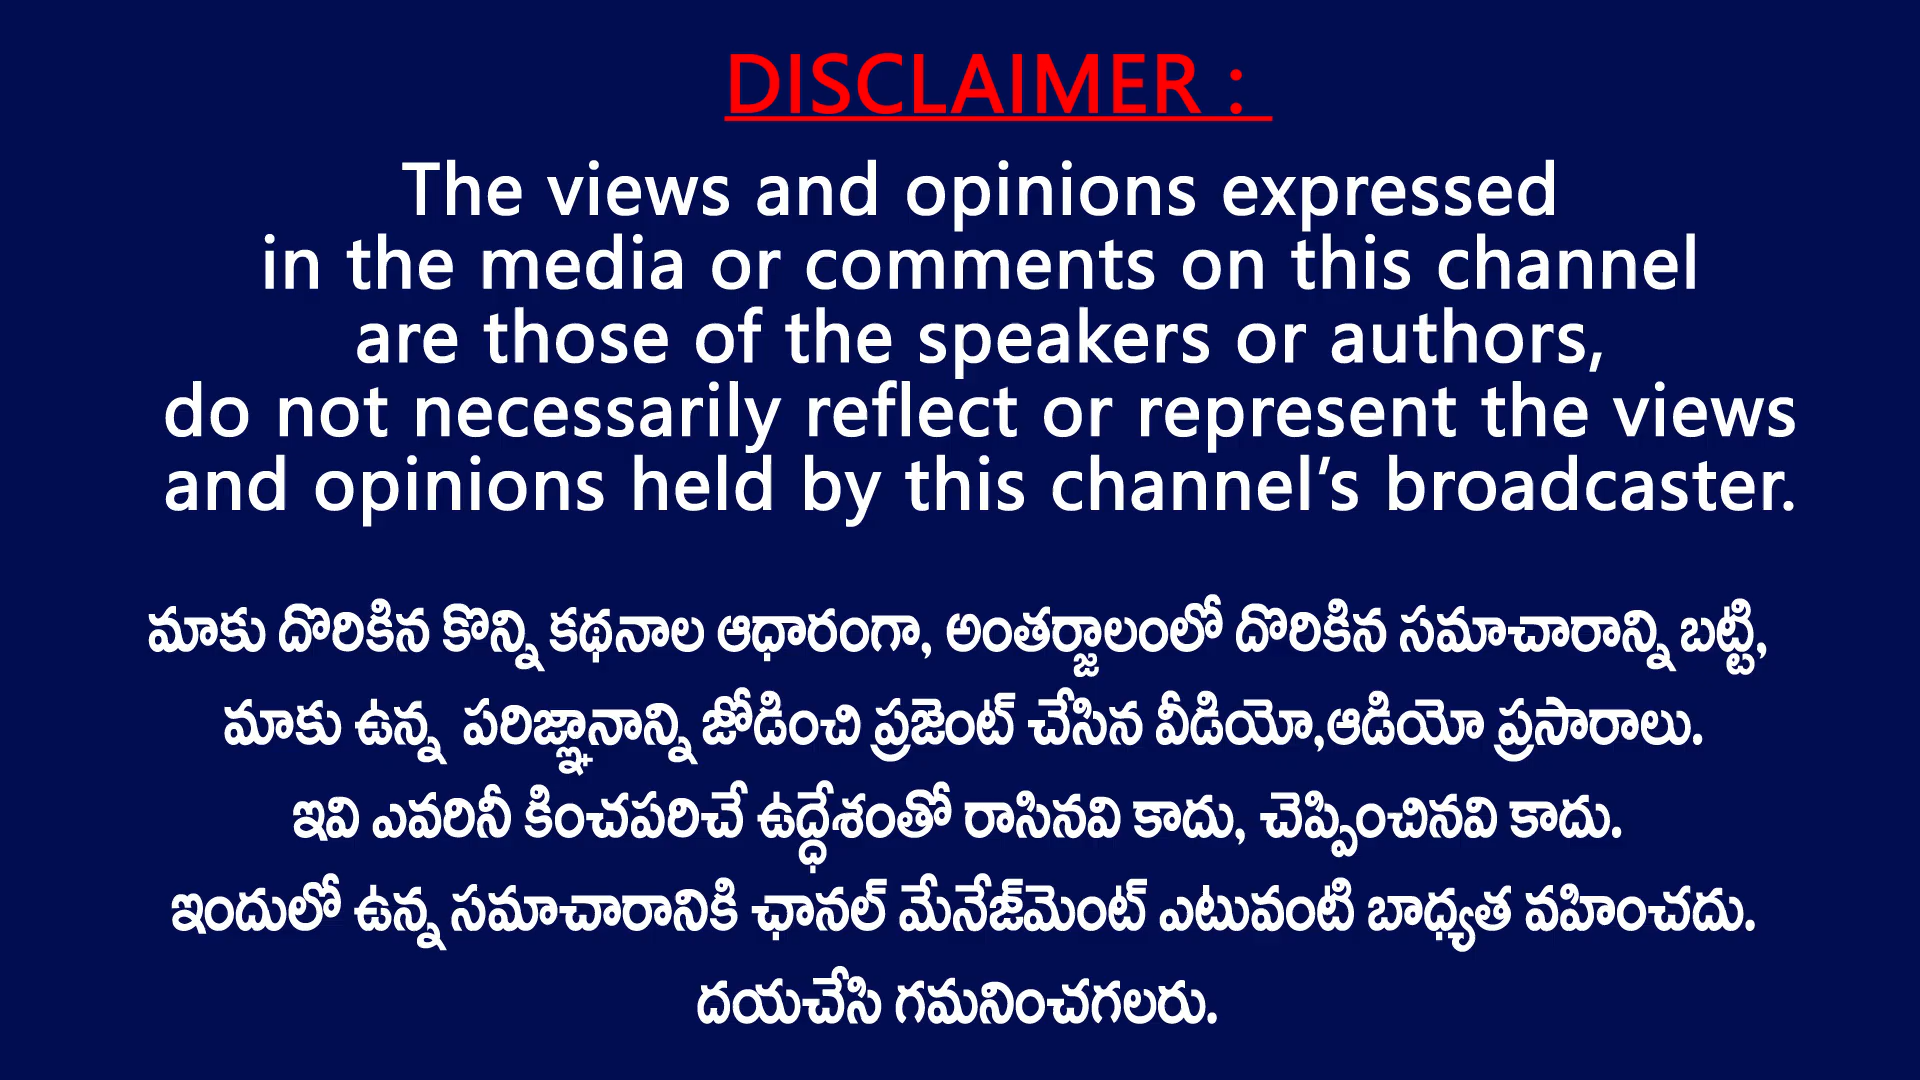 DISCLAIMER :
The views and opinions expressed
in the media or comments on this channel
are those of the speakers or authors,
do not necessarily reflect or represent the views
and opinions held by this channel’s broadcaster.
మాకు దొరికిన కొన్ని కథనాల ఆధారంగా, అంతర్జాలంలో దొరికిన సమాచారాన్ని బట్టి,
మాకు ఉన్న పరిజ్ఞానాన్ని జోడించి ప్రజెంట్ చేసిన వీడియో,ఆడియో ప్రసారాలు.
ఇవి ఎవరినీ కించపరిచే ఉద్ధేశంతో రాసినవి కాదు, చెప్పించినవి కాదు.
ఇందులో ఉన్న సమాచారానికి ఛానల్ మేనేజ్‌మెంట్ ఎటువంటి బాధ్యత వహించదు.
దయచేసి గమనించగలరు.